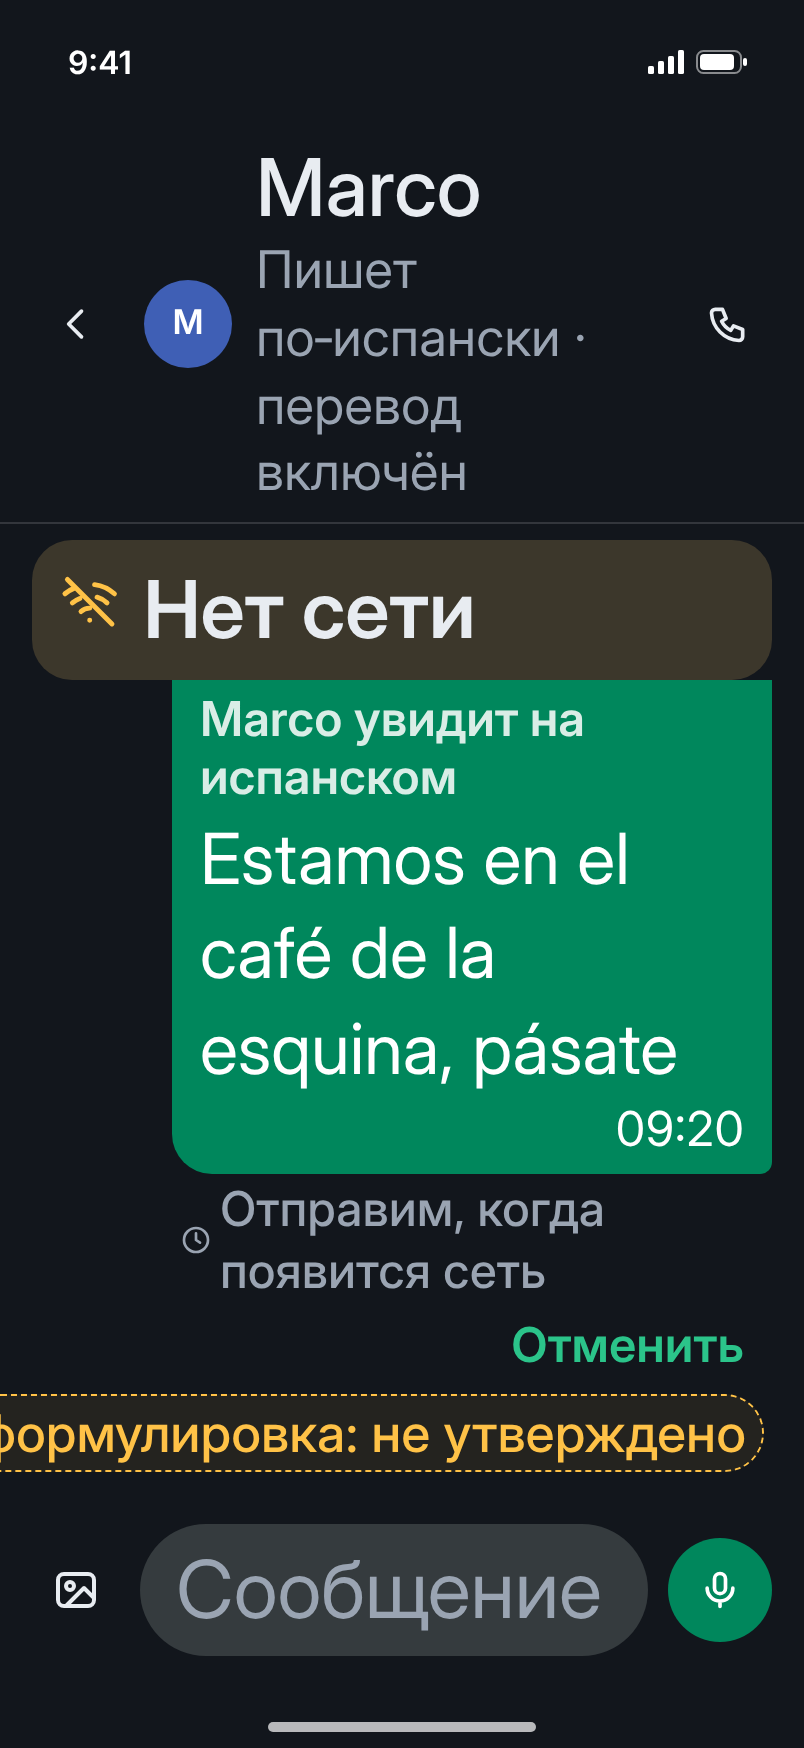 9:41
Marco
Пишет
по-испански ·
перевод
включён
M
Нет сети
Marco увидит на
испанском
Estamos en el
café de la
esquina, pásate
09:20
Отправим, когда
появится сеть
Отменить
формулировка: не утверждено
Сообщение